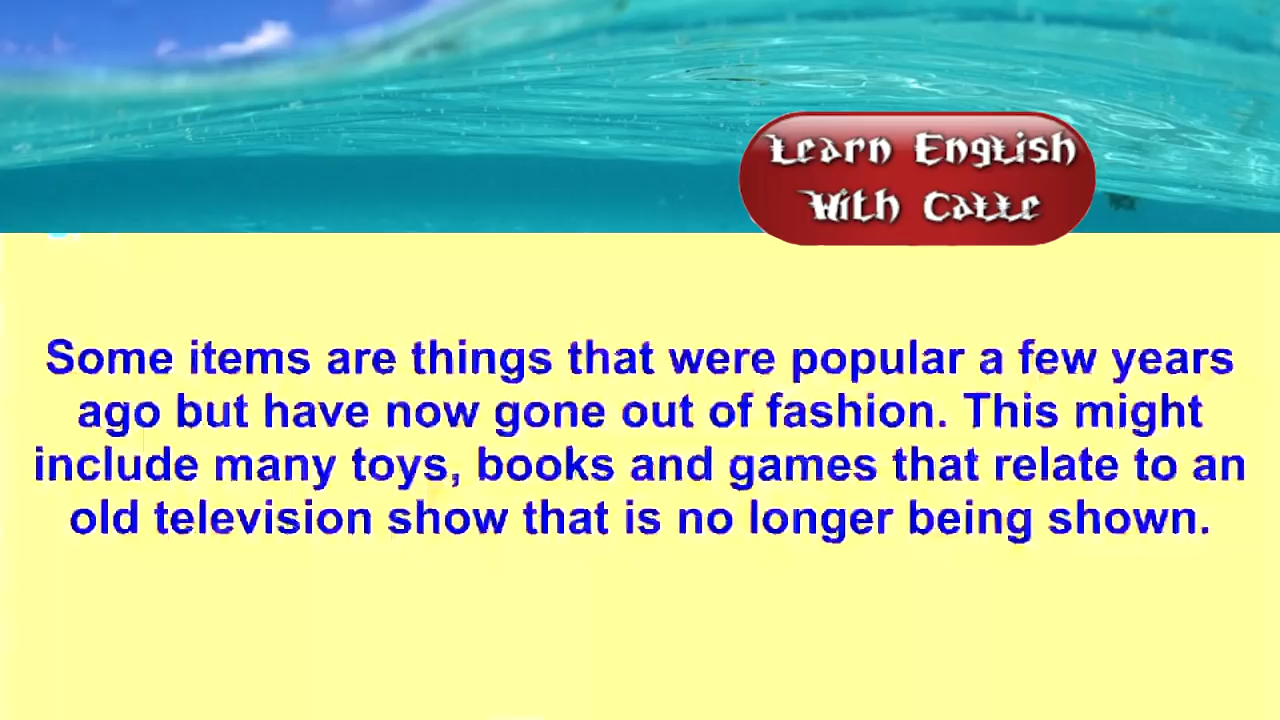 Learn English
With Calle
Some items are things that were popular a few years
ago but have now gone out of fashion. This might
include many toys, books and games that relate to an
old television show that is no longer being shown.